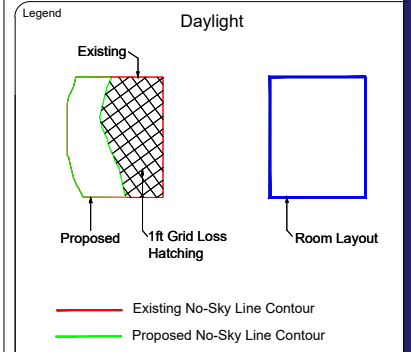 Legend
Daylight
Existing
Proposed
1ft Grid Loss
Hatching
Room Layout
Existing No-Sky Line Contour
Proposed No-Sky Line Contour